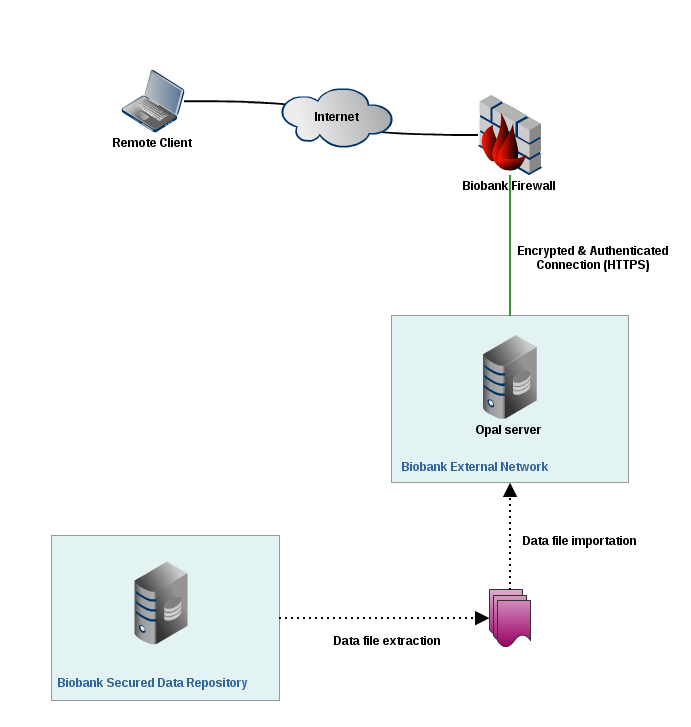 Internet
Remote Client
Biobank Firewall
Encrypted & Authenticated
Connection (HTTPS)
Opal server
Biobank External Network
Data file importation
Data file extraction
Biobank Secured Data Repository